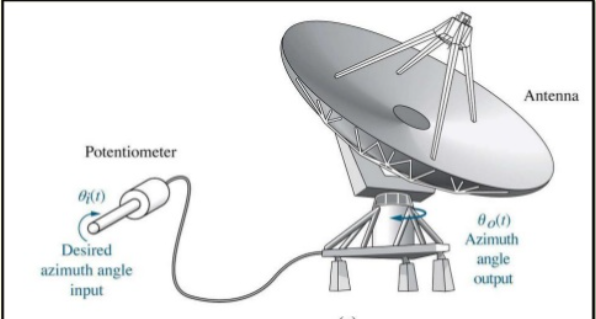 Antenna
Potentiometer
θi(t)
Desired
azimuth angle
input
θo(t)
Azimuth
angle
output